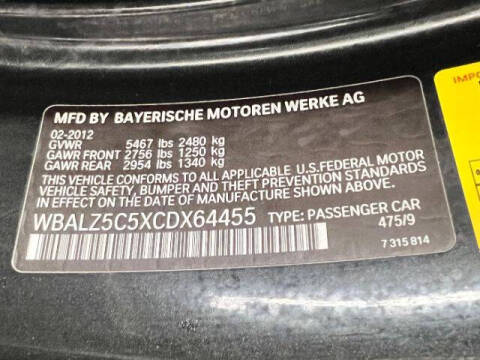 MFD BY BAYERISCHE MOTOREN WERKE AG
02-2012
GVWR 5467 lbs 2480 kg
GAWR FRONT 2756 lbs 1250 kg
GAWR REAR 2954 lbs 1340 kg
THIS VEHICLE CONFORMS TO ALL APPLICABLE U.S.FEDERAL MOTOR
VEHICLE SAFETY, BUMPER AND THEFT PREVENTION STANDARDS
IN EFFECT ON THE DATE OF MANUFACTURE SHOWN ABOVE.
WBALZ5C5XCDX64455 TYPE: PASSENGER CAR
475/9
7 315 814